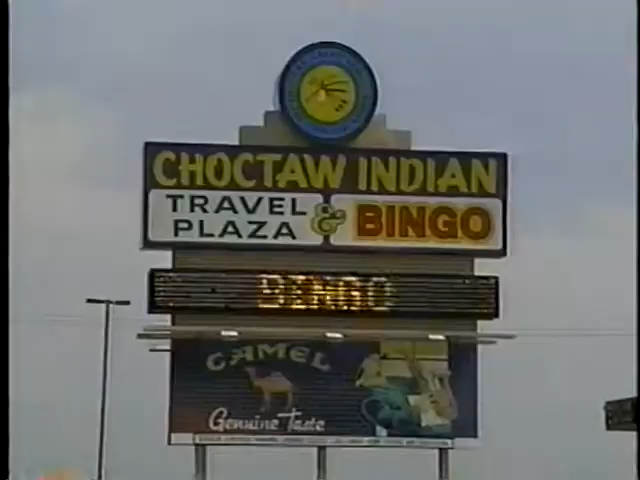 CHOCTAW INDIAN
TRAVEL
PLAZA
&
BINGO
BINGO
CAMEL
Genuine Taste